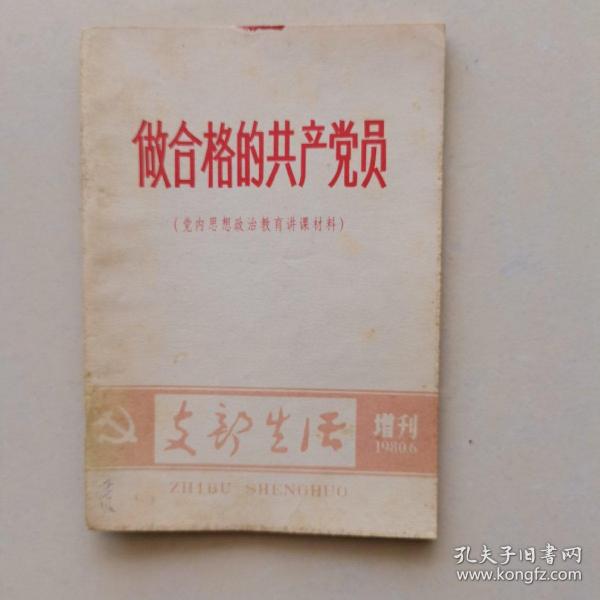 做合格的共产党员
(党内思想政治教育讲课材料)
支部生活
增刊
1980.6
ZHIBU SHENGHUO
孔夫子旧书网
www.kongfz.com